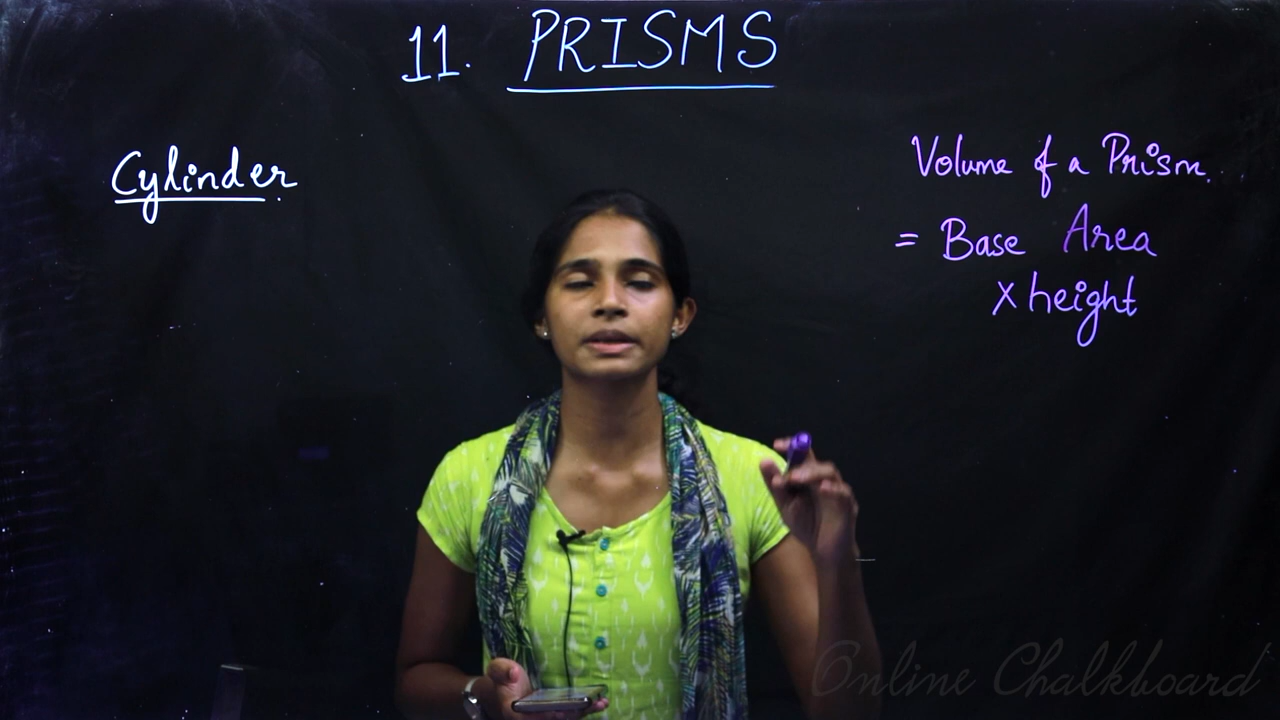 11. PRISMS
Cylinder
Volume of a Prism.
= Base Area
x height
Online Chalkboard